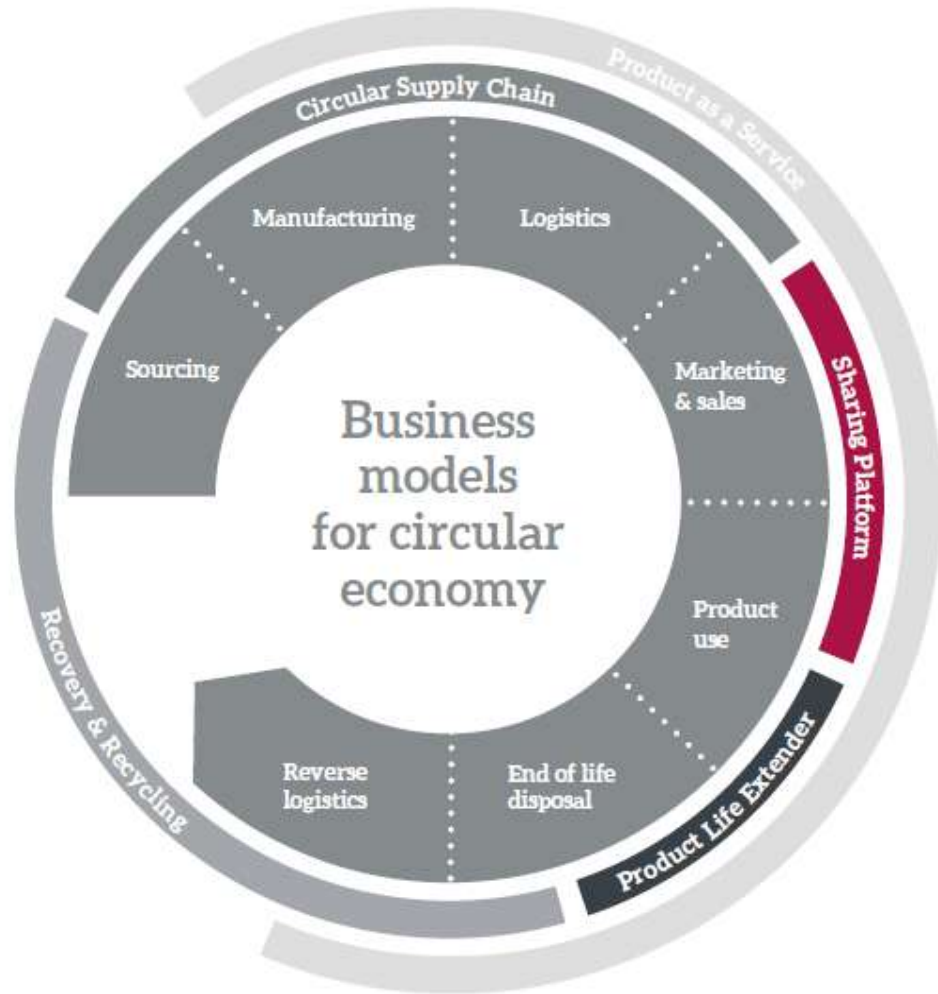 Product as a Service
Circular Supply Chain
Manufacturing
Logistics
Sourcing
Marketing
& sales
Sharing Platform
Business
models
for circular
economy
Product
use
Recovery & Recycling
Reverse
logistics
End of life
disposal
Product Life Extender